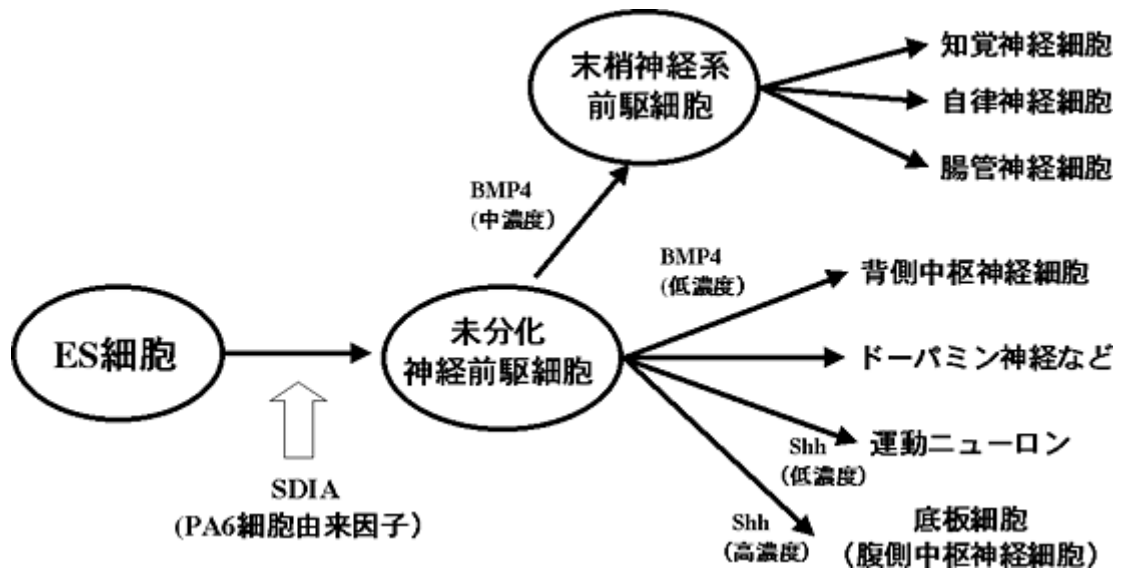 末梢神経系
前駆細胞
知覚神経細胞
自律神経細胞
腸管神経細胞
BMP4
(中濃度)
BMP4
(低濃度)
背側中枢神経細胞
ES細胞
未分化
神経前駆細胞
ドーパミン神経など
SDIA
(PA6細胞由来因子)
Shh
(低濃度)
運動ニューロン
Shh
(高濃度)
底板細胞
(腹側中枢神経細胞)